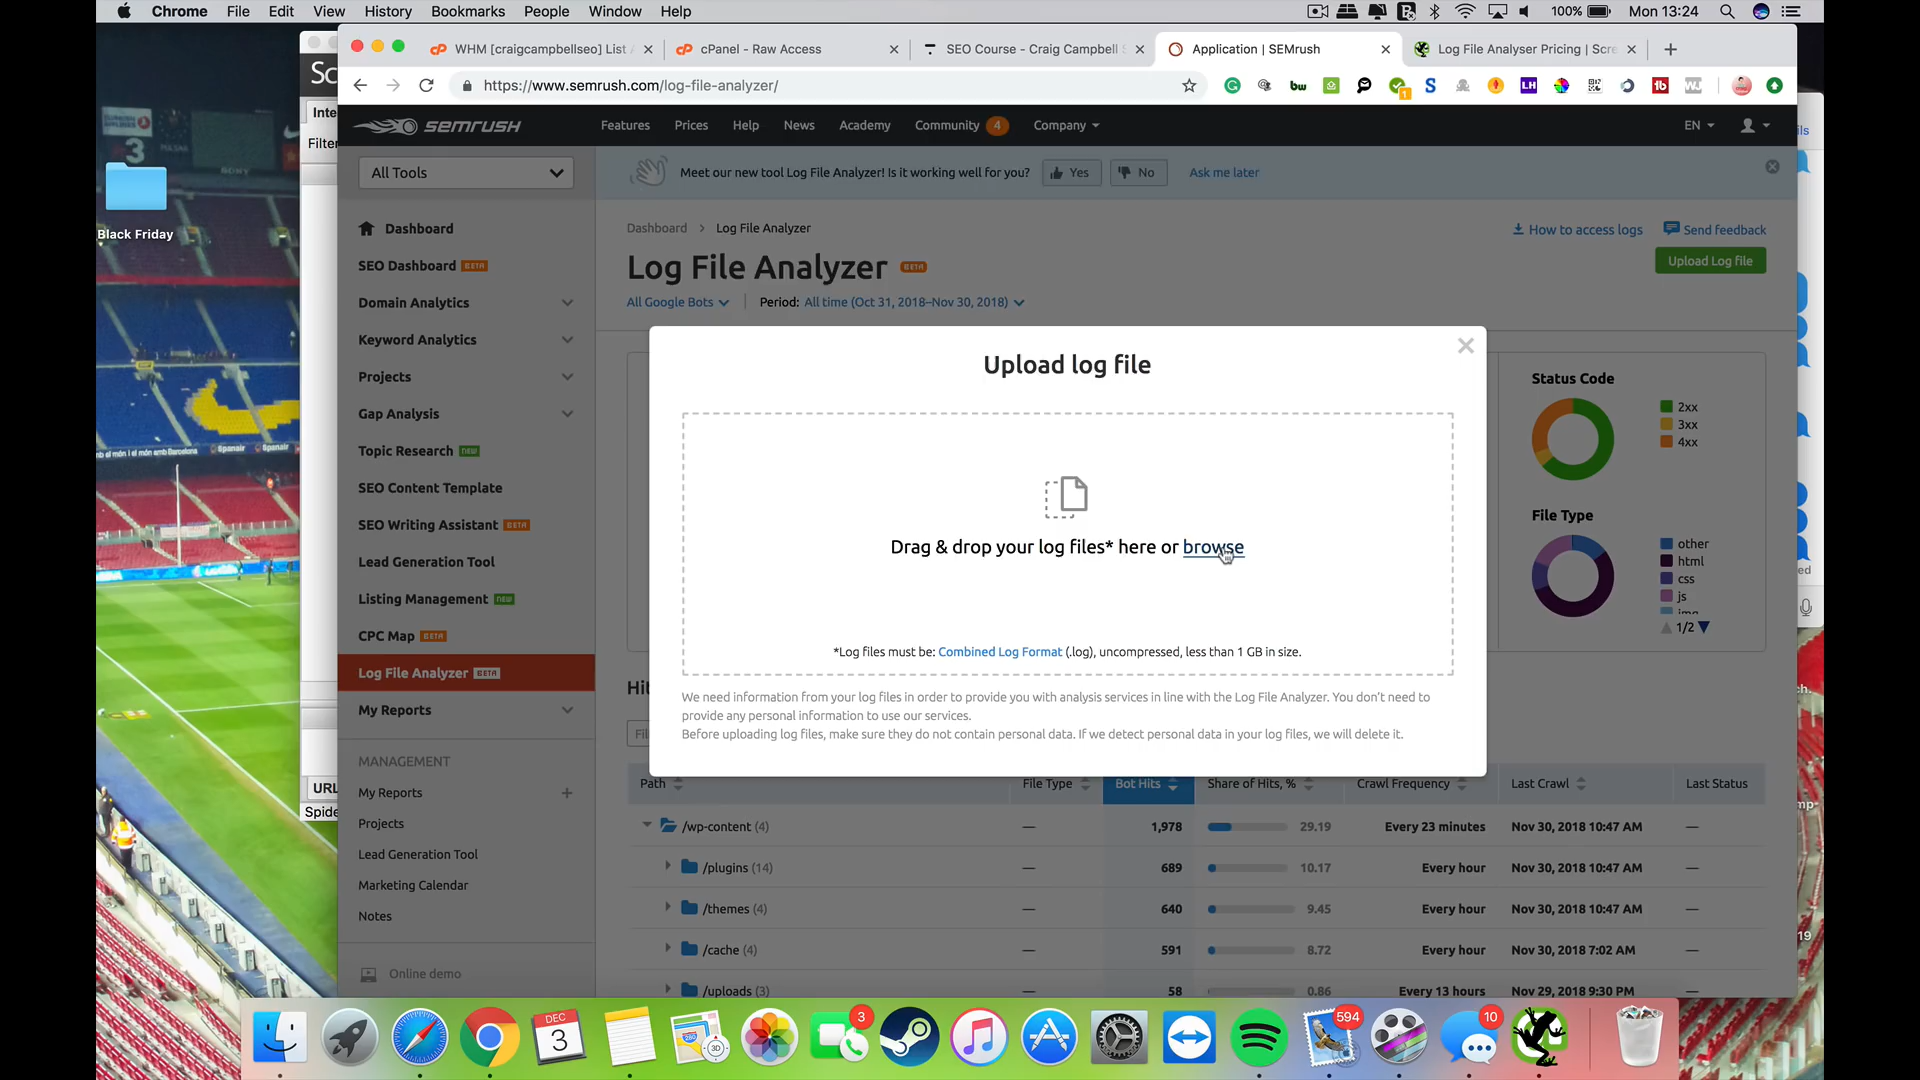 Chrome File Edit View History Bookmarks People Window Help
100% Mon 13:24
WHM [craigcampbellseo] List
cPanel - Raw Access
SEO Course - Craig Campbell S
Application | SEMrush
Log File Analyser Pricing | Scre
https://www.semrush.com/log-file-analyzer/
SEMRUSH
Features Prices Help News Academy Community 4 Company EN
All Tools
Meet our new tool Log File Analyzer! Is it working well for you? Yes No Ask me later
Dashboard
SEO Dashboard BETA
Domain Analytics
Keyword Analytics
Projects
Gap Analysis
Topic Research NEW
SEO Content Template
SEO Writing Assistant BETA
Lead Generation Tool
Listing Management NEW
CPC Map BETA
Log File Analyzer BETA
My Reports
MANAGEMENT
My Reports
Projects
Lead Generation Tool
Marketing Calendar
Notes
Online demo
Dashboard > Log File Analyzer
How to access logs Send feedback
Log File Analyzer BETA
Upload Log file
All Google Bots Period: All time (Oct 31, 2018–Nov 30, 2018)
Upload log file
Drag & drop your log files* here or browse
*Log files must be: Combined Log Format (.log), uncompressed, less than 1 GB in size.
We need information from your log files in order to provide you with analysis services in line with the Log File Analyzer. You don't need to
provide any personal information to use our services.
Before uploading log files, make sure they do not contain personal data. If we detect personal data in your log files, we will delete it.
Status Code
2xx
3xx
4xx
File Type
other
html
css
js
img
1/2
Hit
Fil
Path File Type Bot Hits Share of Hits, % Crawl Frequency Last Crawl Last Status
/wp-content (4) — 1,978 29.19 Every 23 minutes Nov 30, 2018 10:47 AM —
/plugins (14) — 689 10.17 Every hour Nov 30, 2018 10:47 AM —
/themes (4) — 640 9.45 Every hour Nov 30, 2018 10:47 AM —
/cache (4) — 591 8.72 Every hour Nov 30, 2018 7:02 AM —
/uploads (3) — 58 0.86 Every 13 hours Nov 29, 2018 9:30 PM —
Black Friday
Sc
Inte
Filter
URL
Spide
DEC
3
3
594
10